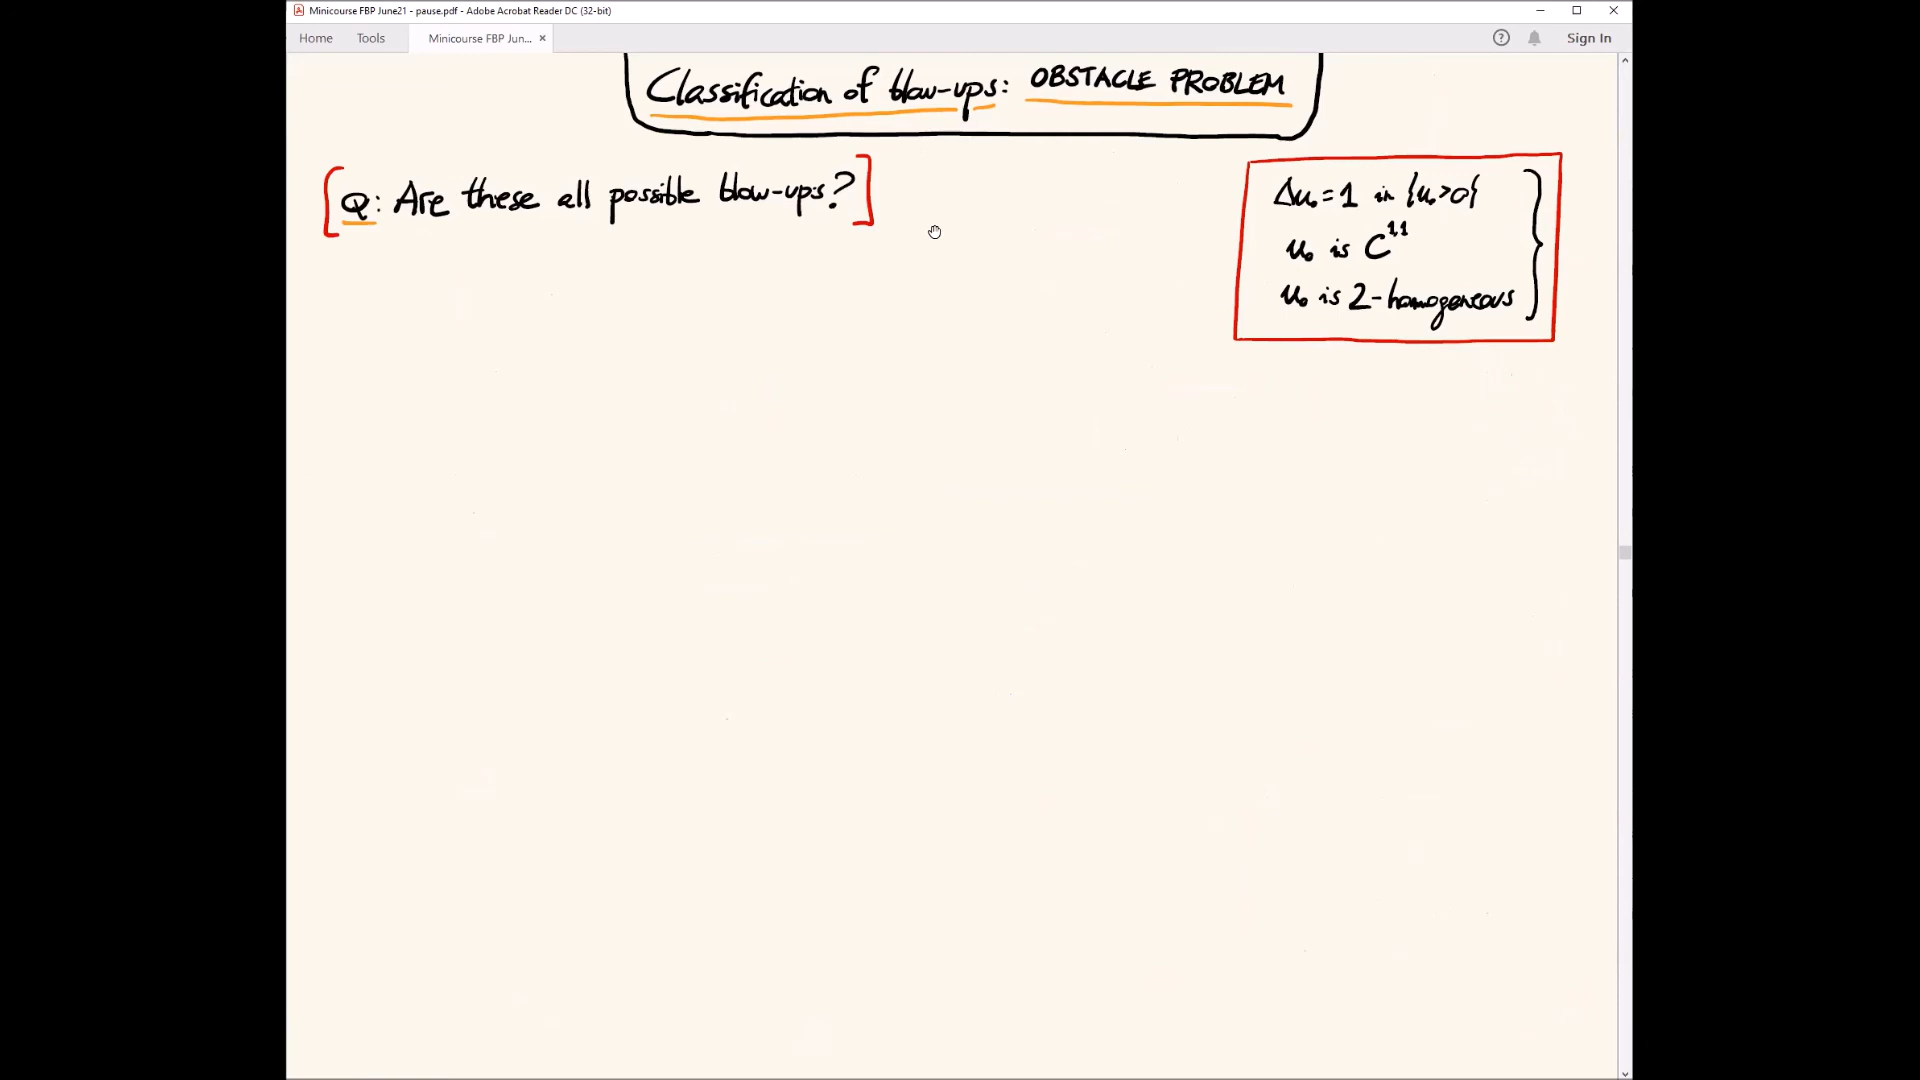 Minicourse FBP June21 - pause.pdf - Adobe Acrobat Reader DC (32-bit)
Home Tools Minicourse FBP Jun... × Sign In
Classification of blow-ups: OBSTACLE PROBLEM
Q: Are these all possible blow-ups?
Δu₀ = 1 in {u₀>0}
u₀ is C^{1,1}
u₀ is 2-homogeneous